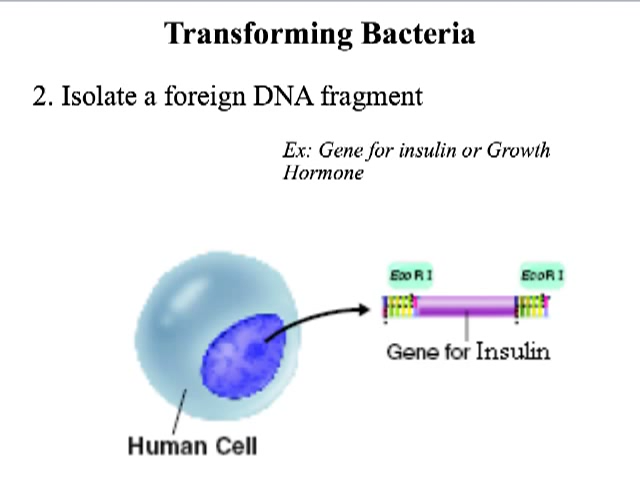 Transforming Bacteria
2. Isolate a foreign DNA fragment
Ex: Gene for insulin or Growth
Hormone
Eco R I EcoR I
Gene for Insulin
Human Cell